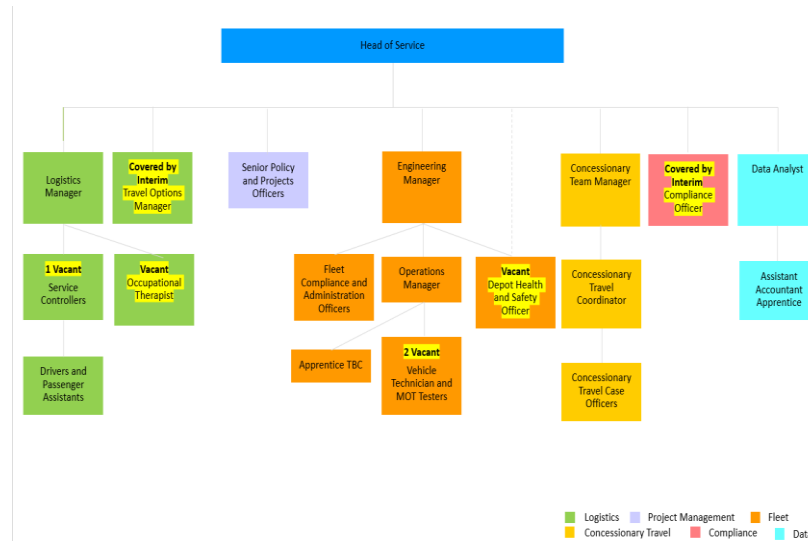 Head of Service
Logistics
Manager
Covered by
Interim
Travel Options
Manager
Senior Policy
and Projects
Officers
Engineering
Manager
Concessionary
Team Manager
Covered by
Interim
Compliance
Officer
Data Analyst
1 Vacant
Service
Controllers
Vacant
Occupational
Therapist
Fleet
Compliance and
Administration
Officers
Operations
Manager
Vacant
Depot Health
and Safety
Officer
Concessionary
Travel
Coordinator
Assistant
Accountant
Apprentice
Drivers and
Passenger
Assistants
Apprentice TBC
2 Vacant
Vehicle
Technician and
MOT Testers
Concessionary
Travel Case
Officers
Logistics Project Management Fleet
Concessionary Travel Compliance Dat